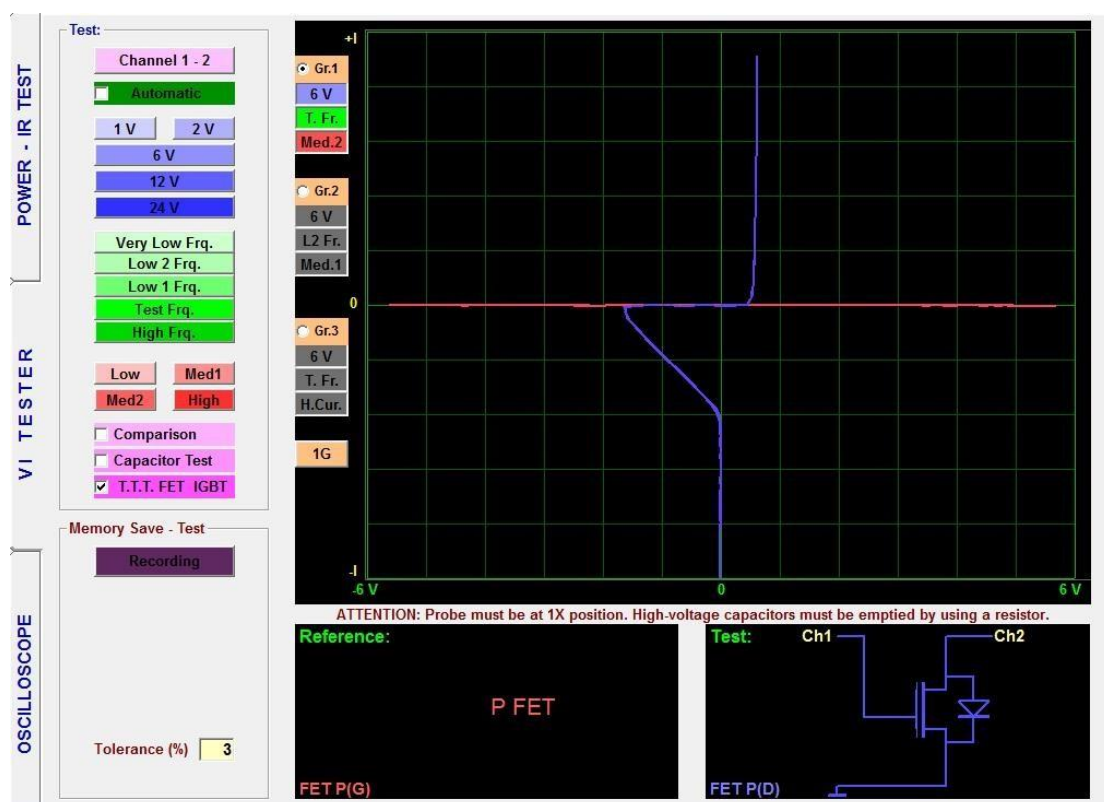 POWER - IR TEST
VI TESTER
OSCILLOSCOPE
Test:
Channel 1 - 2
Automatic
1 V
2 V
6 V
12 V
24 V
Very Low Frq.
Low 2 Frq.
Low 1 Frq.
Test Frq.
High Frq.
Low
Med1
Med2
High
Comparison
Capacitor Test
T.T.T. FET IGBT
Memory Save - Test
Recording
Tolerance (%) 3
+I
Gr.1
6 V
T. Fr.
Med.2
Gr.2
6 V
L2 Fr.
Med.1
0
Gr.3
6 V
T. Fr.
H.Cur.
1G
-I
-6 V
0
6 V
ATTENTION: Probe must be at 1X position. High-voltage capacitors must be emptied by using a resistor.
Reference:
P FET
FET P(G)
Test:
Ch1
Ch2
FET P(D)